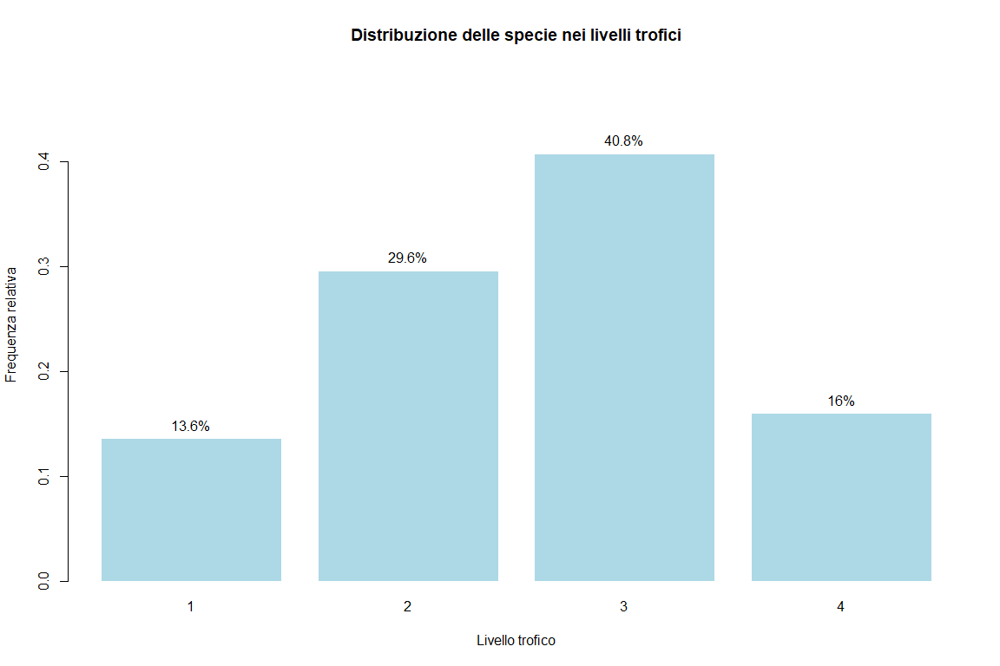 Distribuzione delle specie nei livelli trofici
40.8%
29.6%
16%
13.6%
0.4
0.3
0.2
0.1
0.0
Frequenza relativa
1 2 3 4
Livello trofico